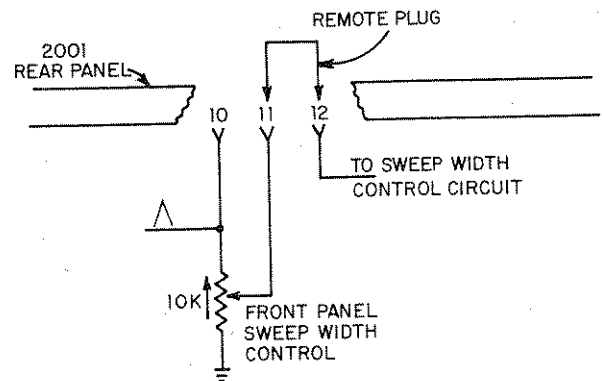 REMOTE PLUG
2001
REAR PANEL
10 11 12
TO SWEEP WIDTH
CONTROL CIRCUIT
10K
FRONT PANEL
SWEEP WIDTH
CONTROL